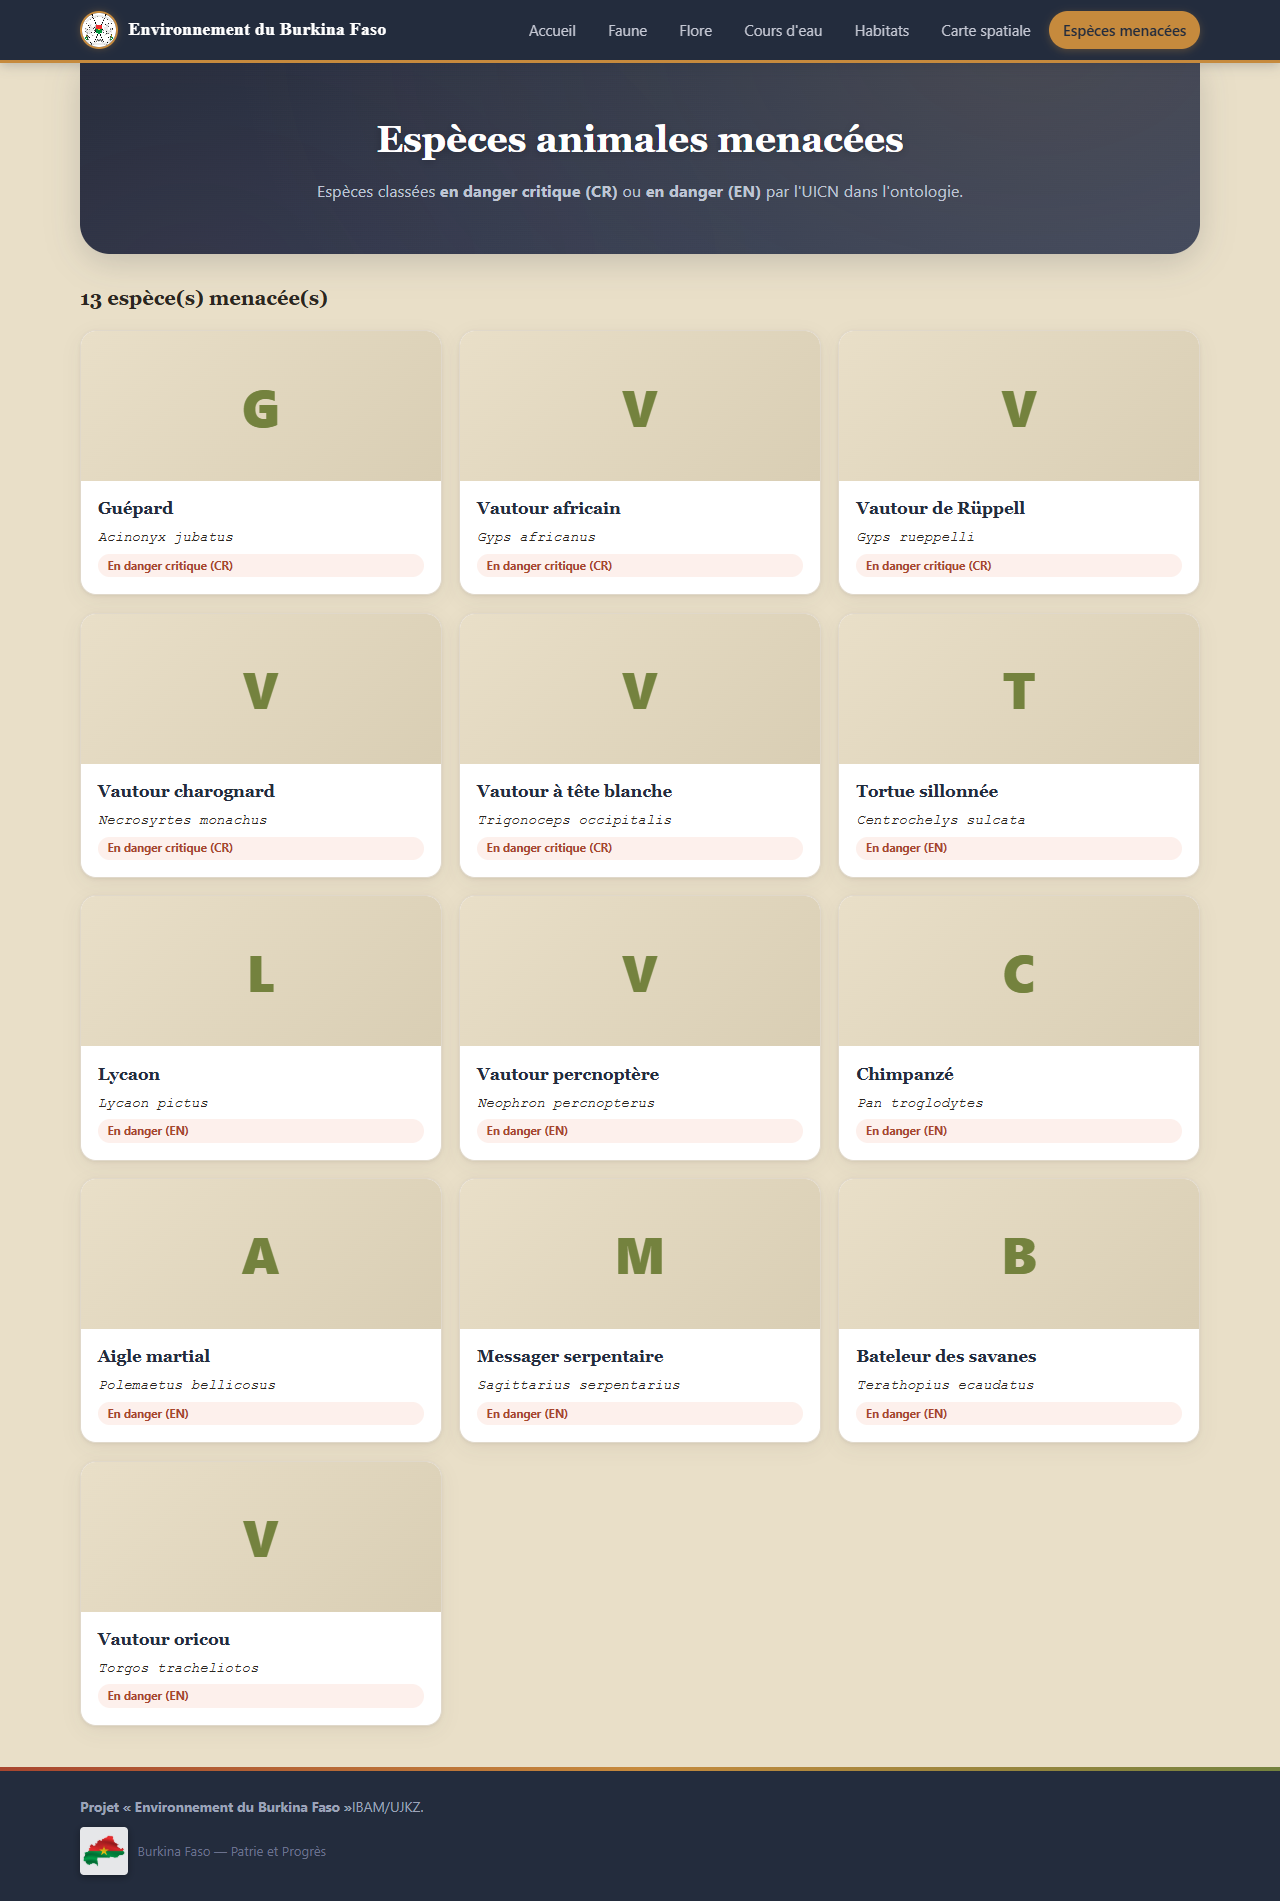 Environnement du Burkina Faso
Accueil Faune Flore Cours d'eau Habitats Carte spatiale Espèces menacées
Espèces animales menacées
Espèces classées en danger critique (CR) ou en danger (EN) par l'UICN dans l'ontologie.
13 espèce(s) menacée(s)
G
Guépard
Acinonyx jubatus
En danger critique (CR)
V
Vautour africain
Gyps africanus
En danger critique (CR)
V
Vautour de Rüppell
Gyps rueppelli
En danger critique (CR)
V
Vautour charognard
Necrosyrtes monachus
En danger critique (CR)
V
Vautour à tête blanche
Trigonoceps occipitalis
En danger critique (CR)
T
Tortue sillonnée
Centrochelys sulcata
En danger (EN)
L
Lycaon
Lycaon pictus
En danger (EN)
V
Vautour percnoptère
Neophron percnopterus
En danger (EN)
C
Chimpanzé
Pan troglodytes
En danger (EN)
A
Aigle martial
Polemaetus bellicosus
En danger (EN)
M
Messager serpentaire
Sagittarius serpentarius
En danger (EN)
B
Bateleur des savanes
Terathopius ecaudatus
En danger (EN)
V
Vautour oricou
Torgos tracheliotos
En danger (EN)
Projet « Environnement du Burkina Faso »IBAM/UJKZ.
Burkina Faso — Patrie et Progrès